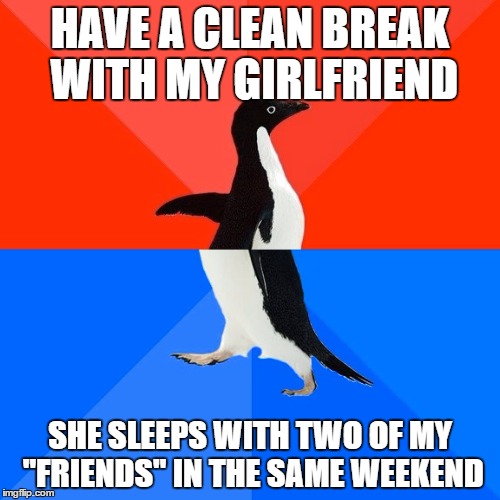 HAVE A CLEAN BREAK
WITH MY GIRLFRIEND
SHE SLEEPS WITH TWO OF MY
"FRIENDS" IN THE SAME WEEKEND
imgflip.com